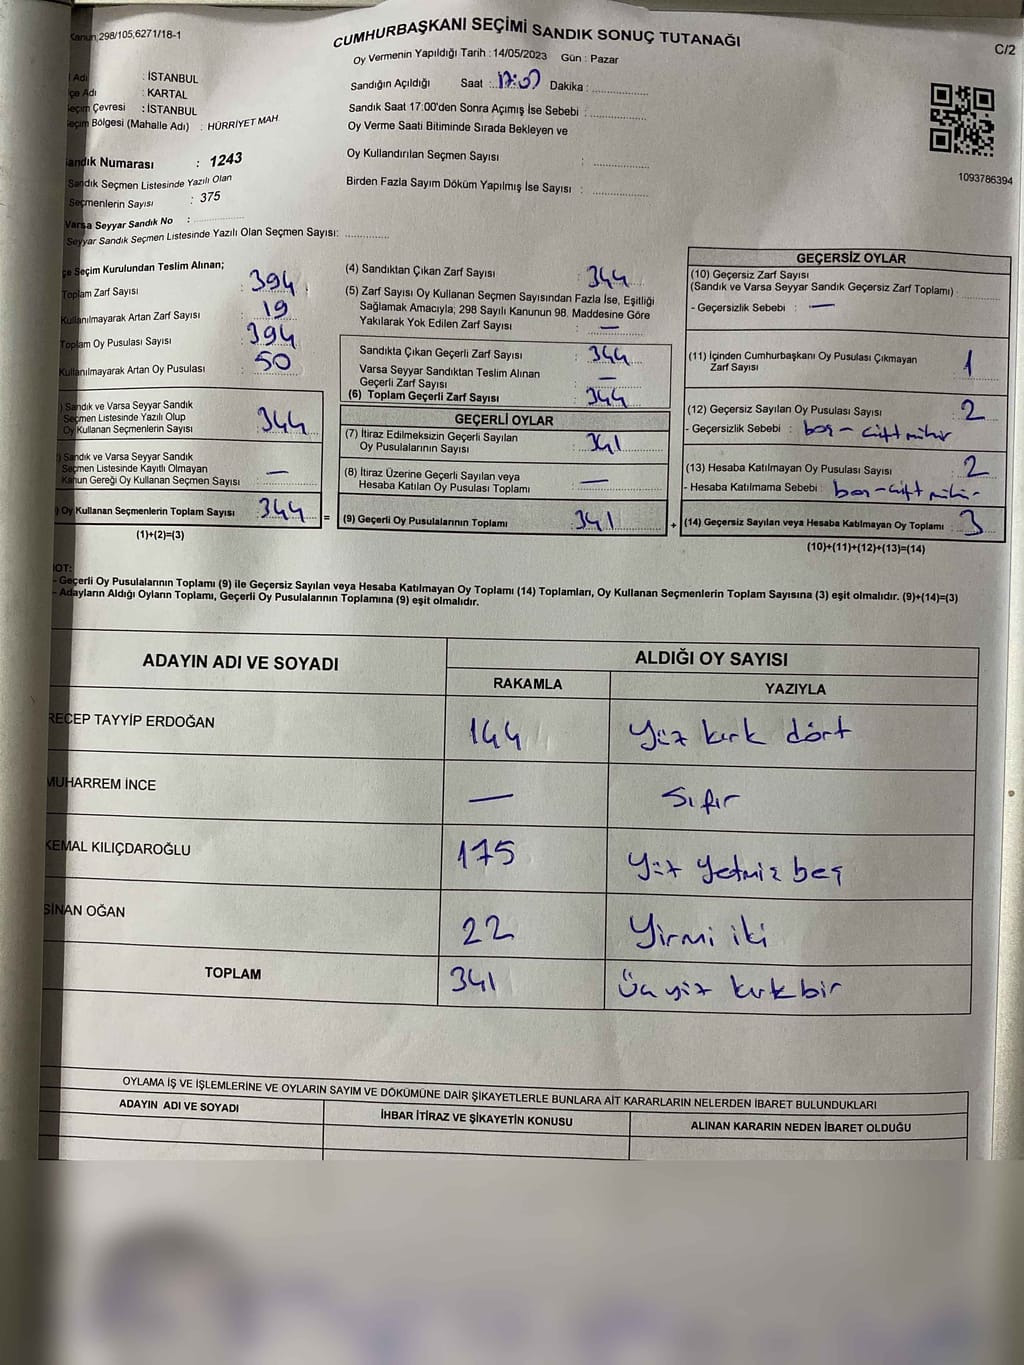 Kanun,298/105,6271/18-1
CUMHURBAŞKANI SEÇİMİ SANDIK SONUÇ TUTANAĞI
C/2
Oy Vermenin Yapıldığı Tarih : 14/05/2023 Gün : Pazar
Adı : İSTANBUL
çe Adı : KARTAL
eçim Çevresi : İSTANBUL
eçim Bölgesi (Mahalle Adı) : HÜRRİYET MAH.
andık Numarası : 1243
Sandık Seçmen Listesinde Yazılı Olan
Seçmenlerin Sayısı : 375
Varsa Seyyar Sandık No :
Seyyar Sandık Seçmen Listesinde Yazılı Olan Seçmen Sayısı:
Sandığın Açıldığı Saat : 17:00 Dakika :
Sandık Saat 17:00'den Sonra Açımış İse Sebebi :
Oy Verme Saati Bitiminde Sırada Bekleyen ve
Oy Kullandırılan Seçmen Sayısı :
Birden Fazla Sayım Döküm Yapılmış İse Sayısı :
1093786394
çe Seçim Kurulundan Teslim Alınan;
Toplam Zarf Sayısı : 394
Kullanılmayarak Artan Zarf Sayısı : 19
Toplam Oy Pusulası Sayısı : 394
Kullanılmayarak Artan Oy Pusulası : 50
) Sandık ve Varsa Seyyar Sandık
Seçmen Listesinde Yazılı Olup
Oy Kullanan Seçmenlerin Sayısı : 344
) Sandık ve Varsa Seyyar Sandık
Seçmen Listesinde Kayıtlı Olmayan
Kanun Gereği Oy Kullanan Seçmen Sayısı : —
) Oy Kullanan Seçmenlerin Toplam Sayısı : 344 =
(1)+(2)=(3)
(4) Sandıktan Çıkan Zarf Sayısı : 344
(5) Zarf Sayısı Oy Kullanan Seçmen Sayısından Fazla İse, Eşitliği
Sağlamak Amacıyla; 298 Sayılı Kanunun 98. Maddesine Göre
Yakılarak Yok Edilen Zarf Sayısı : —
Sandıkta Çıkan Geçerli Zarf Sayısı : 344
Varsa Seyyar Sandıktan Teslim Alınan
Geçerli Zarf Sayısı : —
(6) Toplam Geçerli Zarf Sayısı : 344
GEÇERLİ OYLAR
(7) İtiraz Edilmeksizin Geçerli Sayılan
Oy Pusulalarının Sayısı : 341
(8) İtiraz Üzerine Geçerli Sayılan veya
Hesaba Katılan Oy Pusulası Toplamı : —
(9) Geçerli Oy Pusulalarının Toplamı : 341 +
GEÇERSİZ OYLAR
(10) Geçersiz Zarf Sayısı
(Sandık ve Varsa Seyyar Sandık Geçersiz Zarf Toplamı) :
- Geçersizlik Sebebi : —
(11) İçinden Cumhurbaşkanı Oy Pusulası Çıkmayan
Zarf Sayısı : 1
(12) Geçersiz Sayılan Oy Pusulası Sayısı : 2
- Geçersizlik Sebebi : boş - çift mühür
(13) Hesaba Katılmayan Oy Pusulası Sayısı : 2
- Hesaba Katılmama Sebebi : boş - çift mühür
(14) Geçersiz Sayılan veya Hesaba Katılmayan Oy Toplamı : 3
(10)+(11)+(12)+(13)=(14)
OT:
- Geçerli Oy Pusulalarının Toplamı (9) ile Geçersiz Sayılan veya Hesaba Katılmayan Oy Toplamı (14) Toplamları, Oy Kullanan Seçmenlerin Toplam Sayısına (3) eşit olmalıdır. (9)+(14)=(3)
- Adayların Aldığı Oyların Toplamı, Geçerli Oy Pusulalarının Toplamına (9) eşit olmalıdır.
ADAYIN ADI VE SOYADI ALDIĞI OY SAYISI
RAKAMLA YAZIYLA
RECEP TAYYİP ERDOĞAN 144 Yüz kırk dört
MUHARREM İNCE — Sıfır
KEMAL KILIÇDAROĞLU 175 Yüz Yetmiş beş
SİNAN OĞAN 22 Yirmi iki
TOPLAM 341 Üç yüz kırk bir
OYLAMA İŞ VE İŞLEMLERİNE VE OYLARIN SAYIM VE DÖKÜMÜNE DAİR ŞİKAYETLERLE BUNLARA AİT KARARLARIN NELERDEN İBARET BULUNDUKLARI
ADAYIN ADI VE SOYADI İHBAR İTİRAZ VE ŞİKAYETİN KONUSU ALINAN KARARIN NEDEN İBARET OLDUĞU